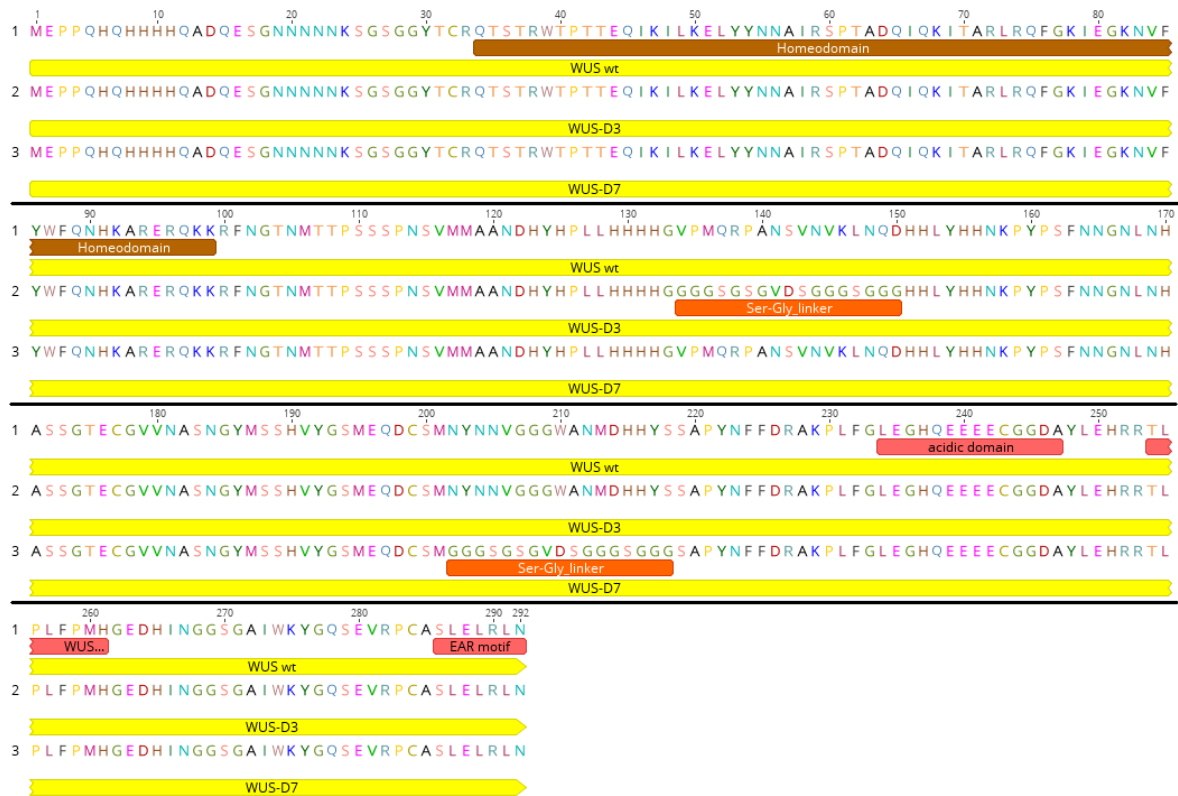 1 10 20 30 40 50 60 70 80
1 MEPPQHQHHHHQADQESGNNNNNKSGSGGYTCRQTSTRWTPTTEQIKILKELYYNNAIRSPTADQIQKITARLRQFGKIEGKNVF
Homeodomain
WUS wt
2 MEPPQHQHHHHQADQESGNNNNNKSGSGGYTCRQTSTRWTPTTEQIKILKELYYNNAIRSPTADQIQKITARLRQFGKIEGKNVF
WUS-D3
3 MEPPQHQHHHHQADQESGNNNNNKSGSGGYTCRQTSTRWTPTTEQIKILKELYYNNAIRSPTADQIQKITARLRQFGKIEGKNVF
WUS-D7
90 100 110 120 130 140 150 160 170
1 YWFQNHKARERQKKRFNGTNMTTPSSSPNSVMMAANDHYHPLLHHHHGVPMQRPANSVNVKLNQDHHLYHHNKPYPSFNNGNLNH
Homeodomain
WUS wt
2 YWFQNHKARERQKKRFNGTNMTTPSSSPNSVMMAANDHYHPLLHHHHGGGGSGSGVDSGGGSGGGHHLYHHNKPYPSFNNGNLNH
Ser-Gly_linker
WUS-D3
3 YWFQNHKARERQKKRFNGTNMTTPSSSPNSVMMAANDHYHPLLHHHHGVPMQRPANSVNVKLNQDHHLYHHNKPYPSFNNGNLNH
WUS-D7
180 190 200 210 220 230 240 250
1 ASSGTECGVVNASNGYMSSHVYGSMEQDCSMNYNNVGGGWANMDHHYSSAPYNFFDRAKPLFGLEGHQEEEECGGDAYLEHRRTL
acidic domain
WUS wt
2 ASSGTECGVVNASNGYMSSHVYGSMEQDCSMNYNNVGGGWANMDHHYSSAPYNFFDRAKPLFGLEGHQEEEECGGDAYLEHRRTL
WUS-D3
3 ASSGTECGVVNASNGYMSSHVYGSMEQDCSMGGGSGSGVDSGGGSGGGSAPYNFFDRAKPLFGLEGHQEEEECGGDAYLEHRRTL
Ser-Gly_linker
WUS-D7
260 270 280 290 292
1 PLFPMHGEDHINGGSGAIWKYGQSEVRPCASLELRLN
WUS... EAR motif
WUS wt
2 PLFPMHGEDHINGGSGAIWKYGQSEVRPCASLELRLN
WUS-D3
3 PLFPMHGEDHINGGSGAIWKYGQSEVRPCASLELRLN
WUS-D7